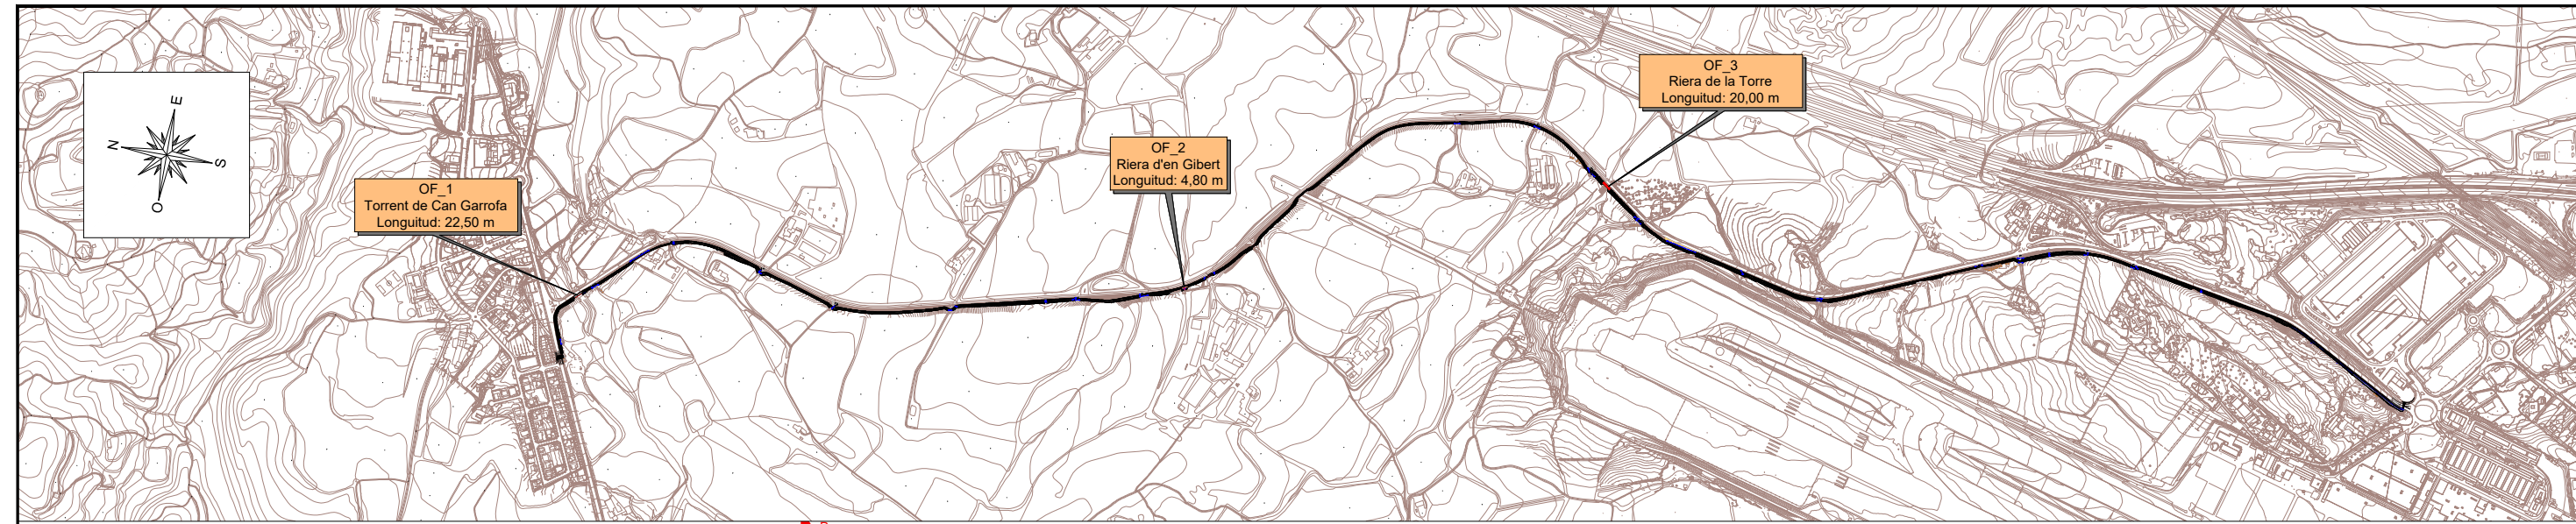 E
N
S
O
OF_1
Torrent de Can Garrofa
Longuitud: 22,50 m
OF_2
Riera d'en Gibert
Longuitud: 4,80 m
OF_3
Riera de la Torre
Longuitud: 20,00 m